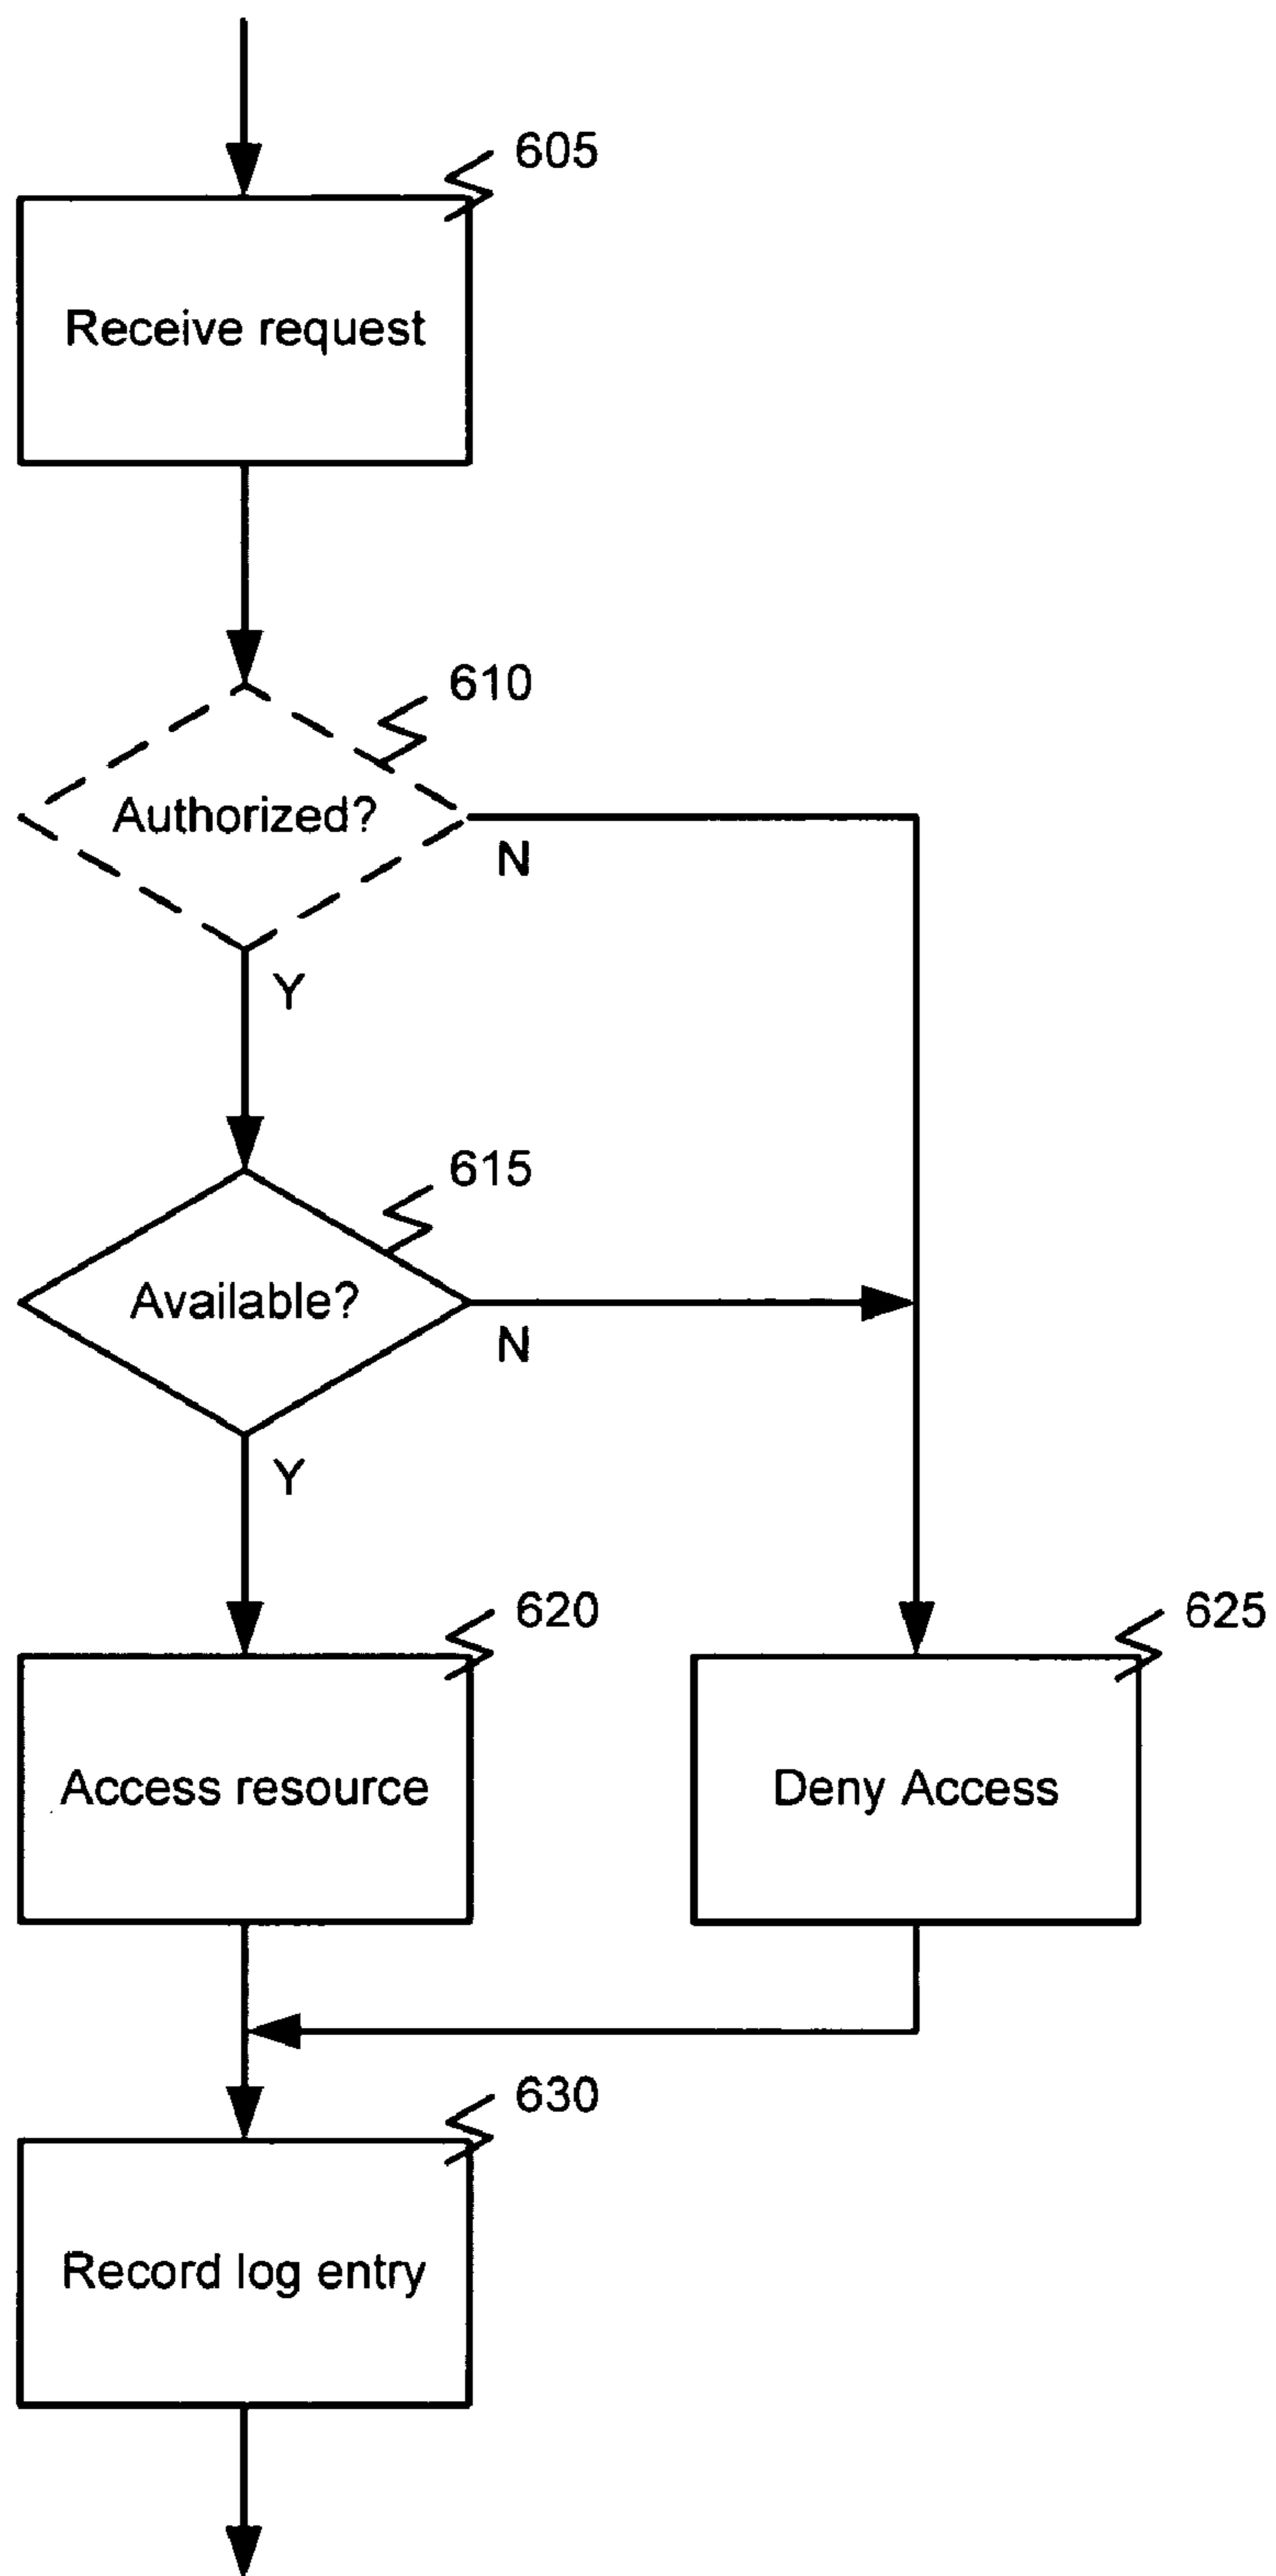 605
Receive request
610
Authorized?
N
Y
615
Available?
N
Y
620
625
Access resource
Deny Access
630
Record log entry